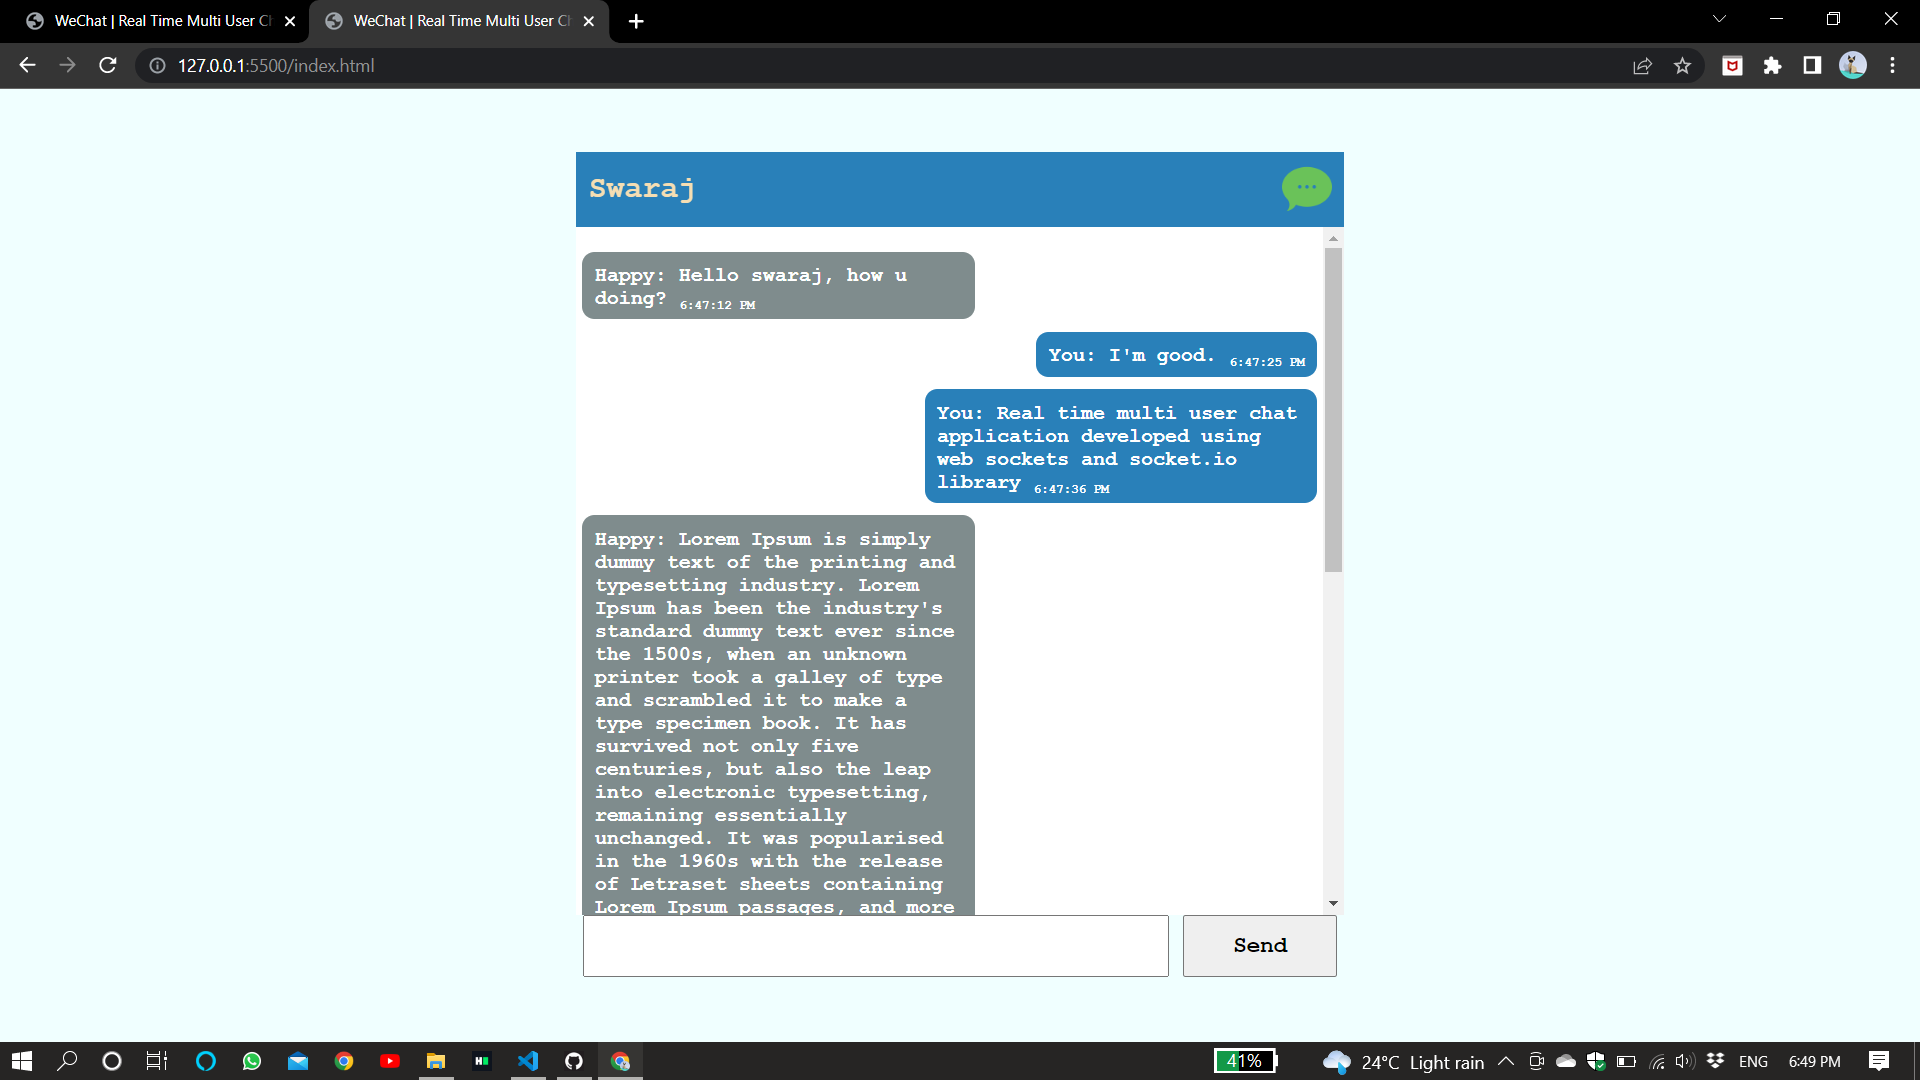 WeChat | Real Time Multi User Ch
WeChat | Real Time Multi User Ch
127.0.0.1:5500/index.html
Swaraj
Happy: Hello swaraj, how u
doing? 6:47:12 PM
You: I'm good. 6:47:25 PM
You: Real time multi user chat
application developed using
web sockets and socket.io
library 6:47:36 PM
Happy: Lorem Ipsum is simply
dummy text of the printing and
typesetting industry. Lorem
Ipsum has been the industry's
standard dummy text ever since
the 1500s, when an unknown
printer took a galley of type
and scrambled it to make a
type specimen book. It has
survived not only five
centuries, but also the leap
into electronic typesetting,
remaining essentially
unchanged. It was popularised
in the 1960s with the release
of Letraset sheets containing
Lorem Ipsum passages, and more
Send
41%
24°C Light rain
ENG
6:49 PM